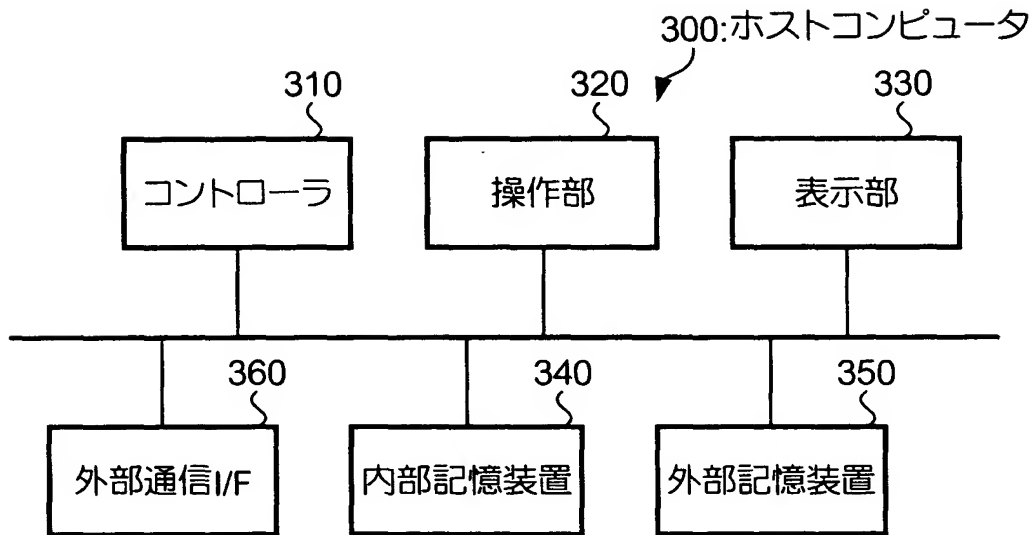 300:ホストコンピュータ
310
320
330
コントローラ
操作部
表示部
360
340
350
外部通信I/F
内部記憶装置
外部記憶装置